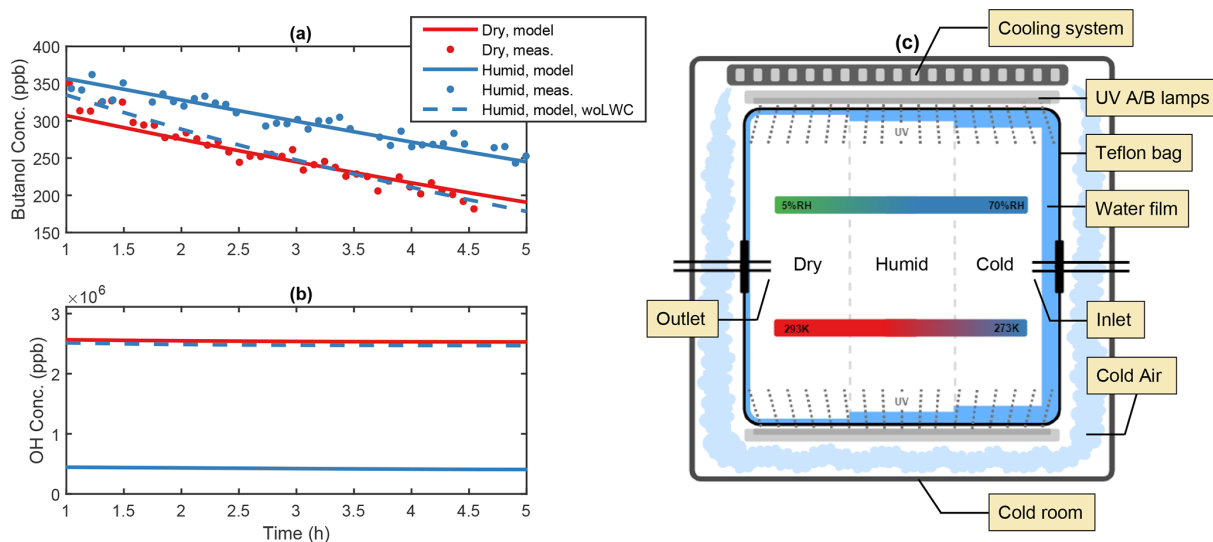 (a)
Butanol Conc. (ppb)
400
350
300
250
200
150
1
1.5
2
2.5
3
3.5
4
4.5
5
Dry, model
Dry, meas.
Humid, model
Humid, meas.
Humid, model, woLWC
(b)
×10⁶
OH Conc. (ppb)
3
2
1
0
1
1.5
2
2.5
3
3.5
4
4.5
5
Time (h)
(c)
Cooling system
UV A/B lamps
Teflon bag
Water film
UV
5%RH
70%RH
Dry
Humid
Cold
Outlet
Inlet
293K
273K
Cold Air
UV
Cold room